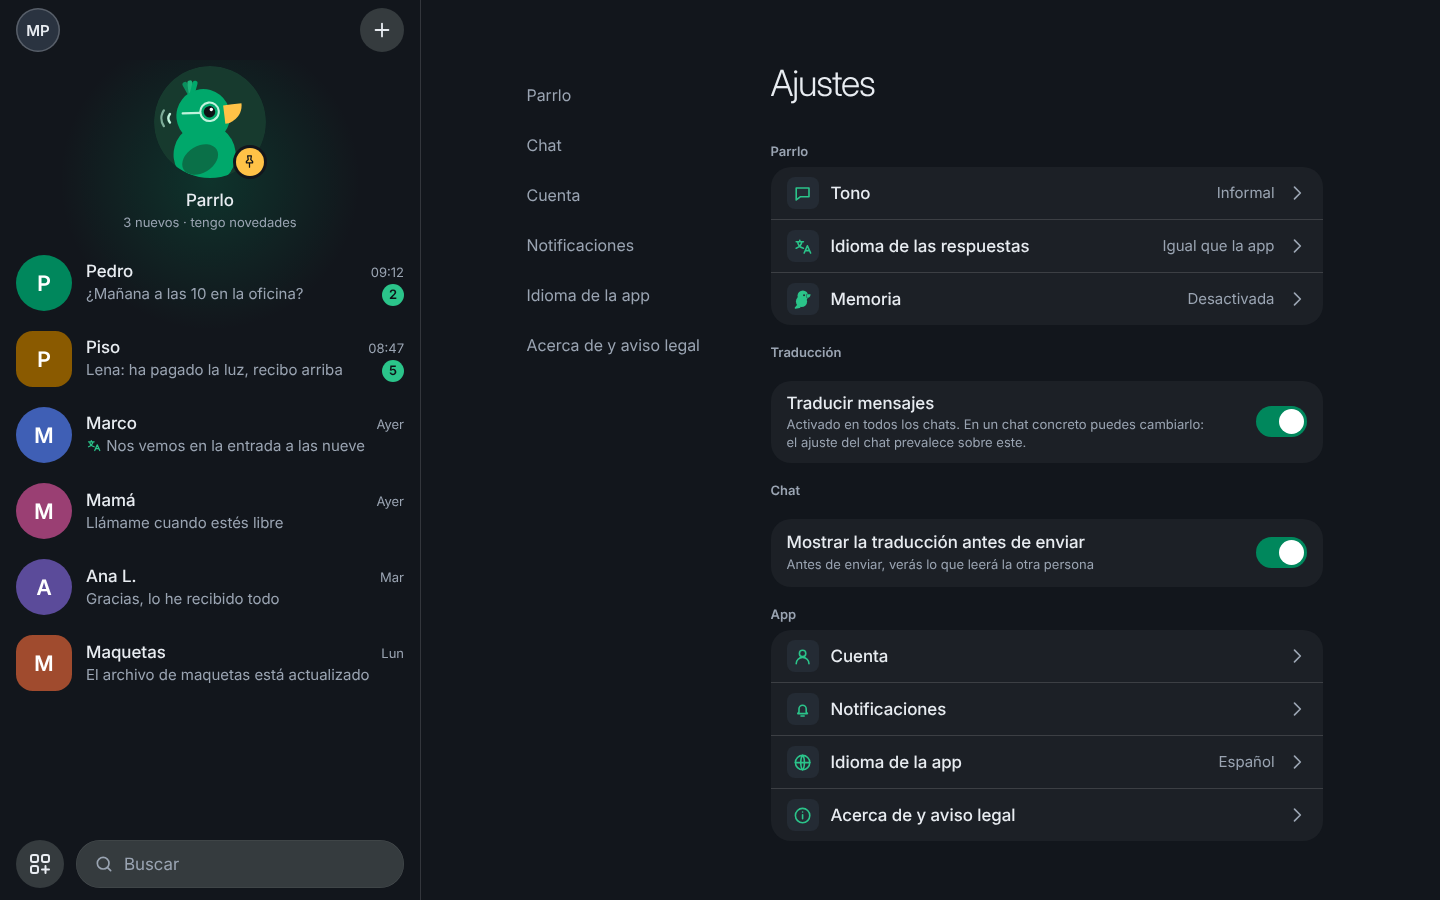 MP
Parrlo
3 nuevos · tengo novedades
P
Pedro
09:12
¿Mañana a las 10 en la oficina?
2
P
Piso
08:47
Lena: ha pagado la luz, recibo arriba
5
M
Marco
Ayer
Nos vemos en la entrada a las nueve
M
Mamá
Ayer
Llámame cuando estés libre
A
Ana L.
Mar
Gracias, lo he recibido todo
M
Maquetas
Lun
El archivo de maquetas está actualizado
Buscar
Parrlo
Chat
Cuenta
Notificaciones
Idioma de la app
Acerca de y aviso legal
Ajustes
Parrlo
Tono
Informal
Idioma de las respuestas
Igual que la app
Memoria
Desactivada
Traducción
Traducir mensajes
Activado en todos los chats. En un chat concreto puedes cambiarlo:
el ajuste del chat prevalece sobre este.
Chat
Mostrar la traducción antes de enviar
Antes de enviar, verás lo que leerá la otra persona
App
Cuenta
Notificaciones
Idioma de la app
Español
Acerca de y aviso legal